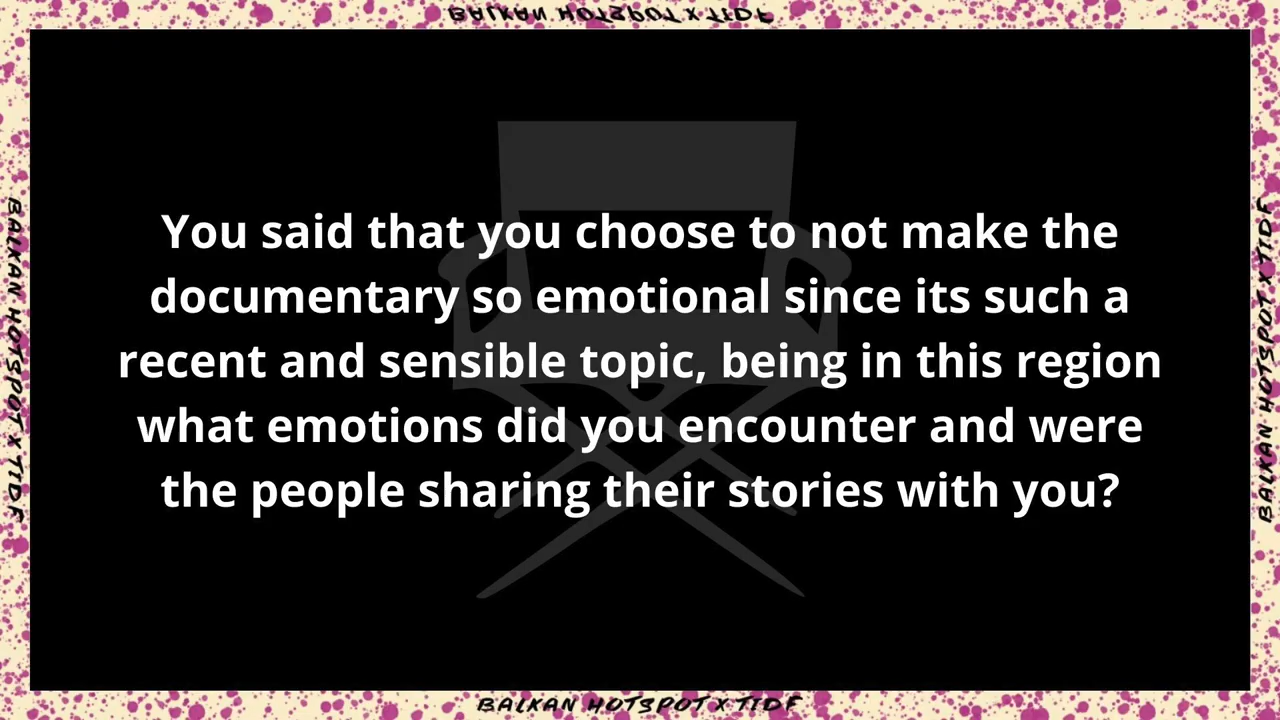 BALKAN HOTSPOT X TIDF
You said that you choose to not make the
documentary so emotional since its such a
recent and sensible topic, being in this region
what emotions did you encounter and were
the people sharing their stories with you?
BALKAN HOTSPOT X TIDF
BALKAN HOTSPOT X TIDF
BALKAN HOTSPOT X TIDF